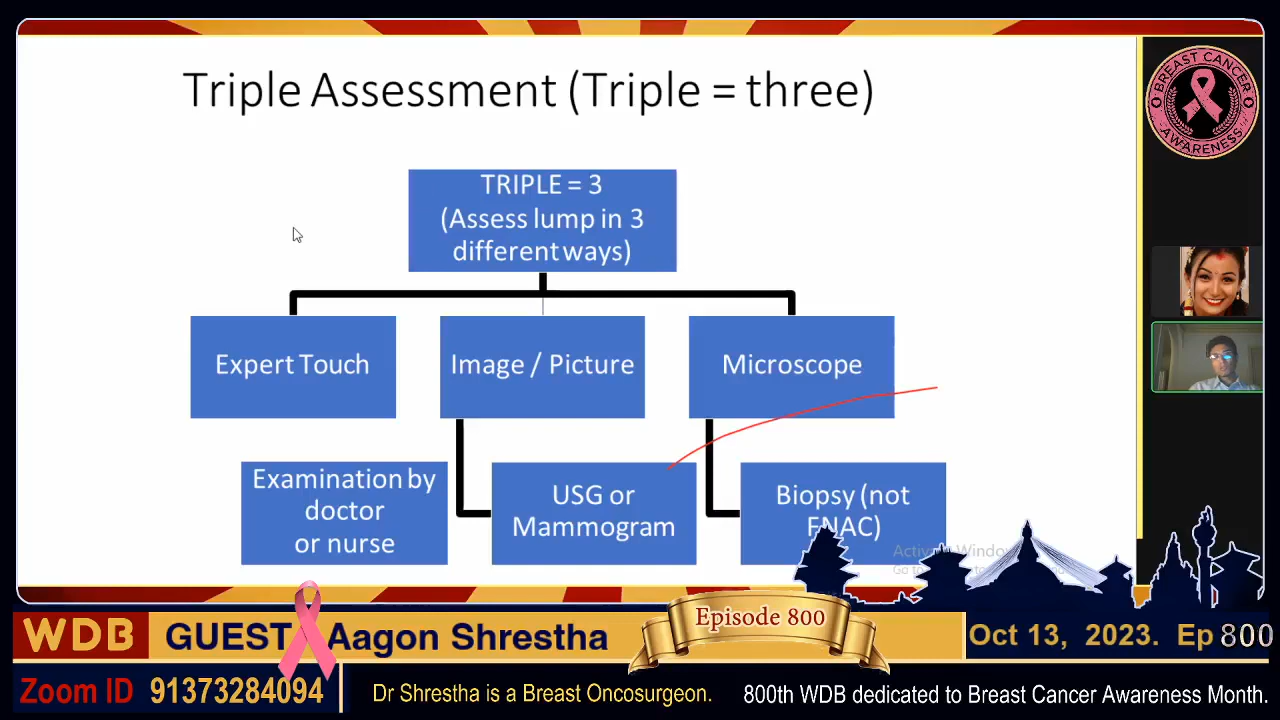 Triple Assessment (Triple = three)
TRIPLE = 3
(Assess lump in 3
different ways)
Expert Touch
Image / Picture
Microscope
Examination by
doctor
or nurse
USG or
Mammogram
Biopsy (not
FNAC)
BREAST CANCER
AWARENESS
WDB GUEST Aagon Shrestha
Episode 800
Oct 13, 2023. Ep 800
Zoom ID 91373284094
Dr Shrestha is a Breast Oncosurgeon.
800th WDB dedicated to Breast Cancer Awareness Month.